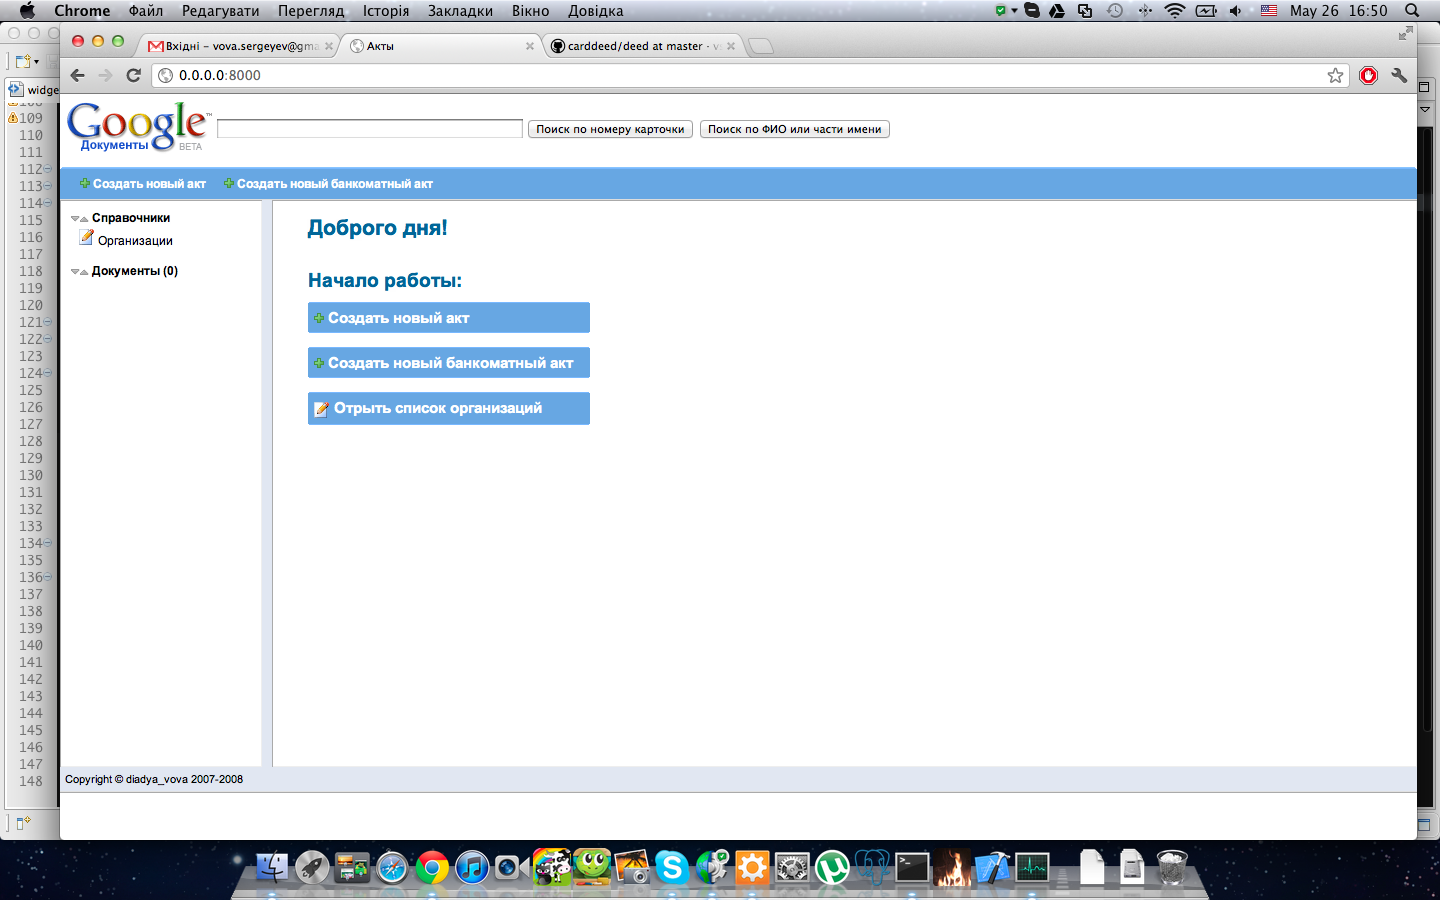 Chrome Файл Редагувати Перегляд Історія Закладки Вікно Довідка May 26 16:50
Вхідні – vova.sergeyev@gma
Акты
carddeed/deed at master · v
0.0.0.0:8000
widge
109
110
111
112
113
114
115
116
117
118
119
120
121
122
123
124
125
126
127
128
129
130
131
132
133
134
135
136
137
138
139
140
141
142
143
144
145
146
147
148
Google™
Документы BETA
Поиск по номеру карточки Поиск по ФИО или части имени
Создать новый акт Создать новый банкоматный акт
Справочники
Организации
Документы (0)
Доброго дня!
Начало работы:
Создать новый акт
Создать новый банкоматный акт
Отрыть список организаций
Copyright © diadya_vova 2007-2008